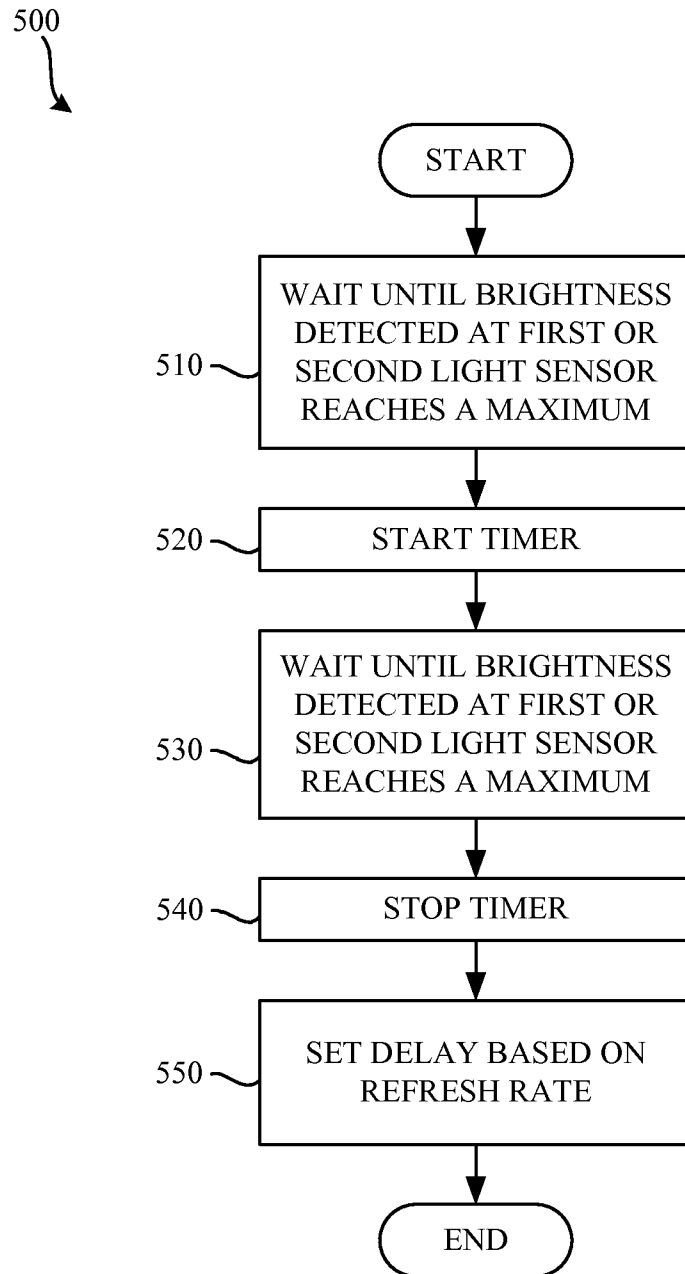 500
START
WAIT UNTIL BRIGHTNESS
DETECTED AT FIRST OR
SECOND LIGHT SENSOR
REACHES A MAXIMUM
510
START TIMER
520
WAIT UNTIL BRIGHTNESS
DETECTED AT FIRST OR
SECOND LIGHT SENSOR
REACHES A MAXIMUM
530
STOP TIMER
540
SET DELAY BASED ON
REFRESH RATE
550
END